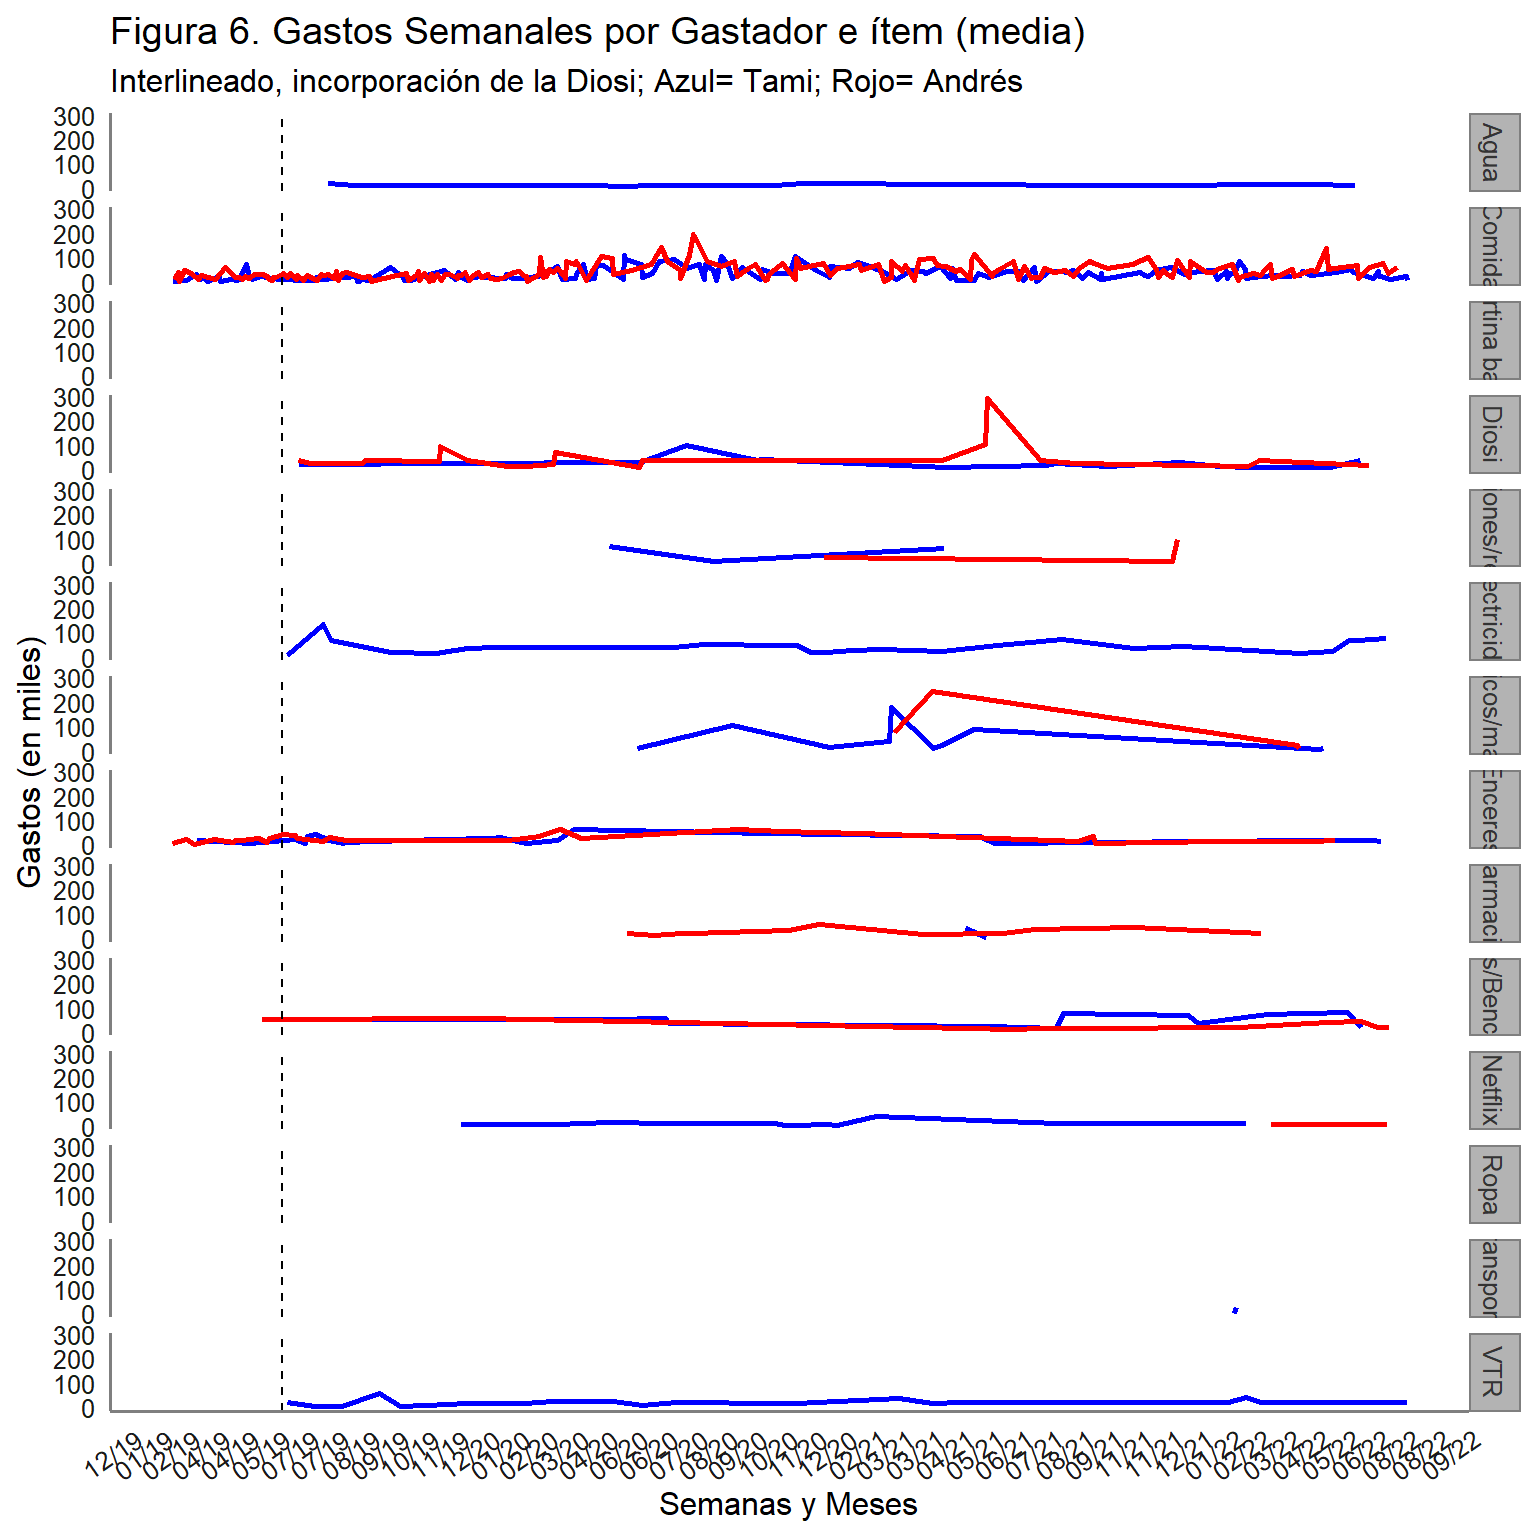 Figura 6. Gastos Semanales por Gastador e ítem (media)
Interlineado, incorporación de la Diosi; Azul= Tami; Rojo= Andrés
Gastos (en miles)
300
200
100
0
Agua
300
200
100
0
Comida
300
200
100
0
rtina ba
300
200
100
0
Diosi
300
200
100
0
iones/re
300
200
100
0
ectricid
300
200
100
0
icos/ma
300
200
100
0
Enceres
300
200
100
0
armaci
300
200
100
0
s/Benc
300
200
100
0
Netflix
300
200
100
0
Ropa
300
200
100
0
anspor
300
200
100
0
VTR
12/19 01/19 02/19 04/19 04/19 05/19 07/19 07/19 08/19 09/19 10/19 11/19 12/20 01/20 02/20 03/20 04/20 06/20 06/20 07/20 08/20 09/20 10/20 11/20 12/20 03/21 03/21 04/21 05/21 06/21 07/21 08/21 09/21 11/21 11/21 12/21 01/22 02/22 03/22 04/22 05/22 06/22 08/22 08/22 09/22
Semanas y Meses